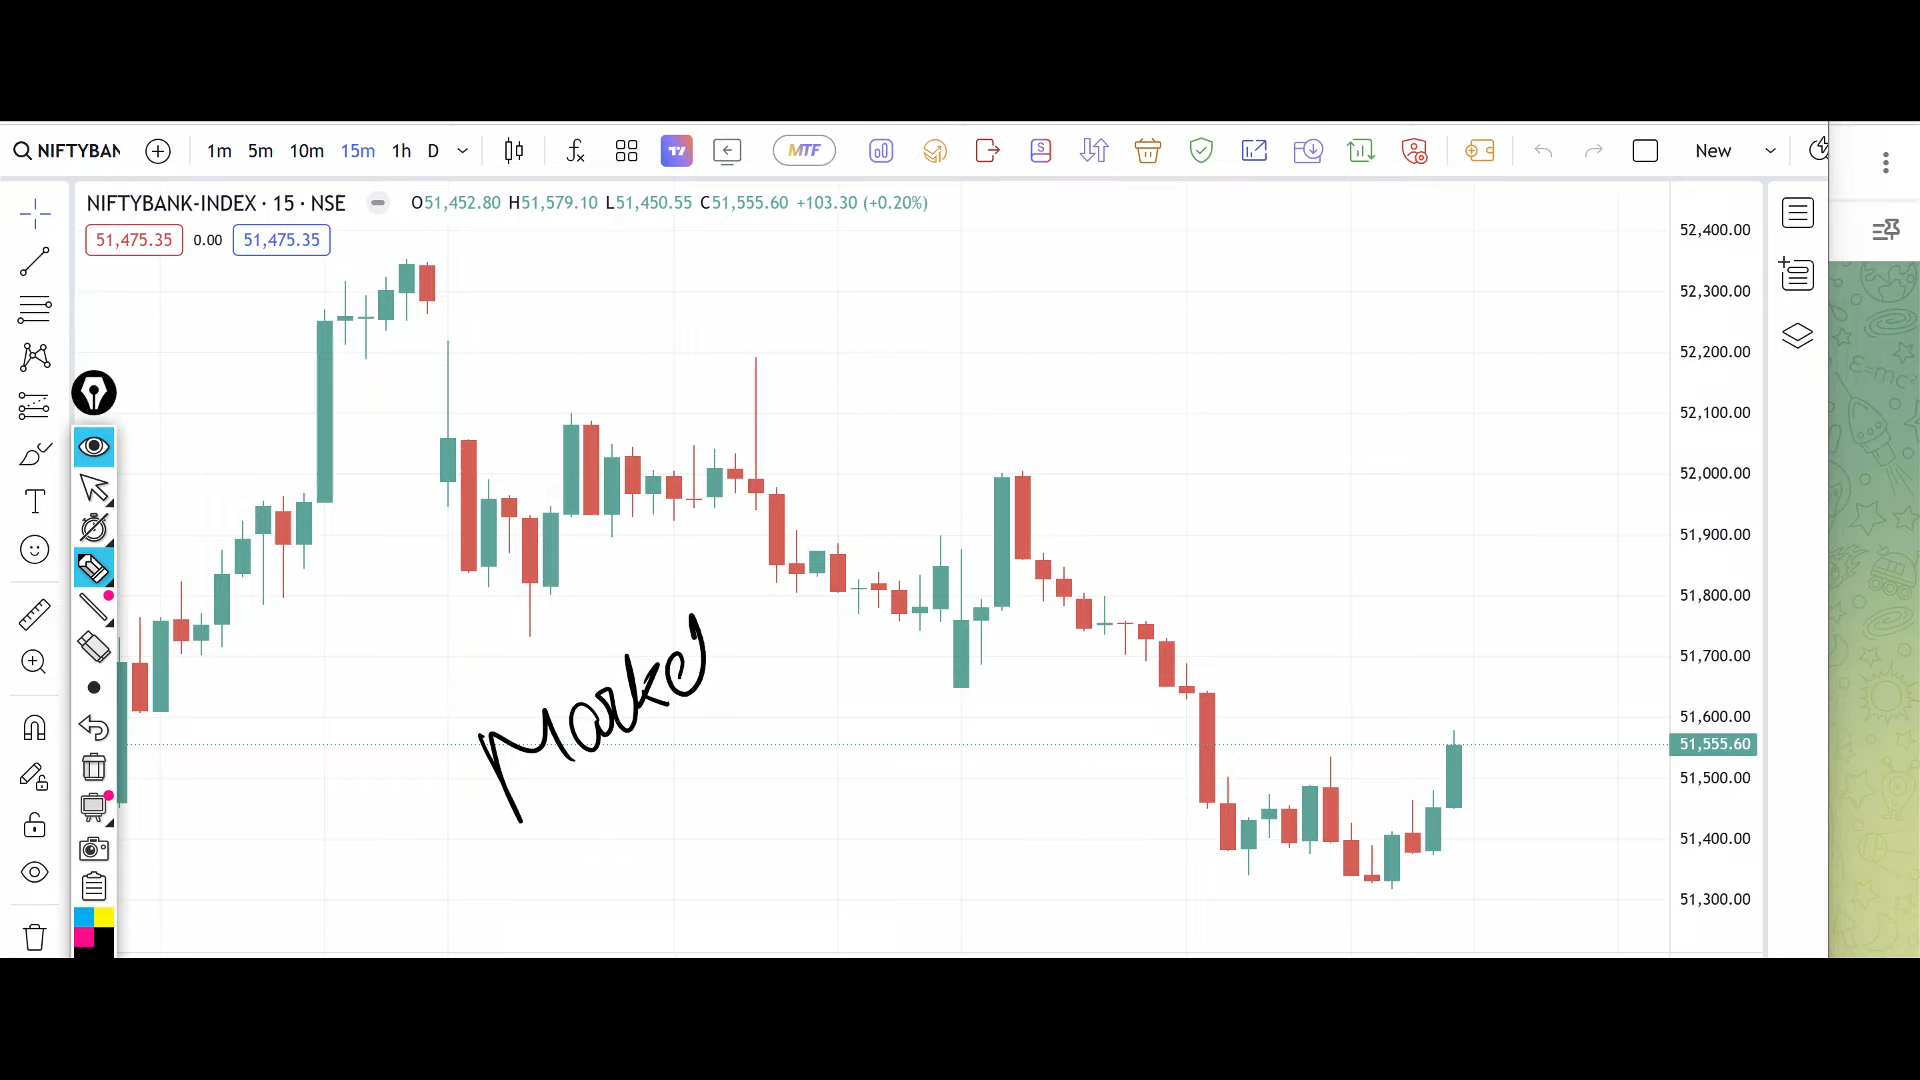 NIFTYBAN 1m 5m 10m 15m 1h D MTF S New
NIFTYBANK-INDEX · 15 · NSE O51,452.80 H51,579.10 L51,450.55 C51,555.60 +103.30 (+0.20%)
51,475.35 0.00 51,475.35
52,400.00
52,300.00
52,200.00
52,100.00
52,000.00
51,900.00
51,800.00
51,700.00
51,600.00
51,555.60
51,500.00
51,400.00
51,300.00
Marke
E=mc²